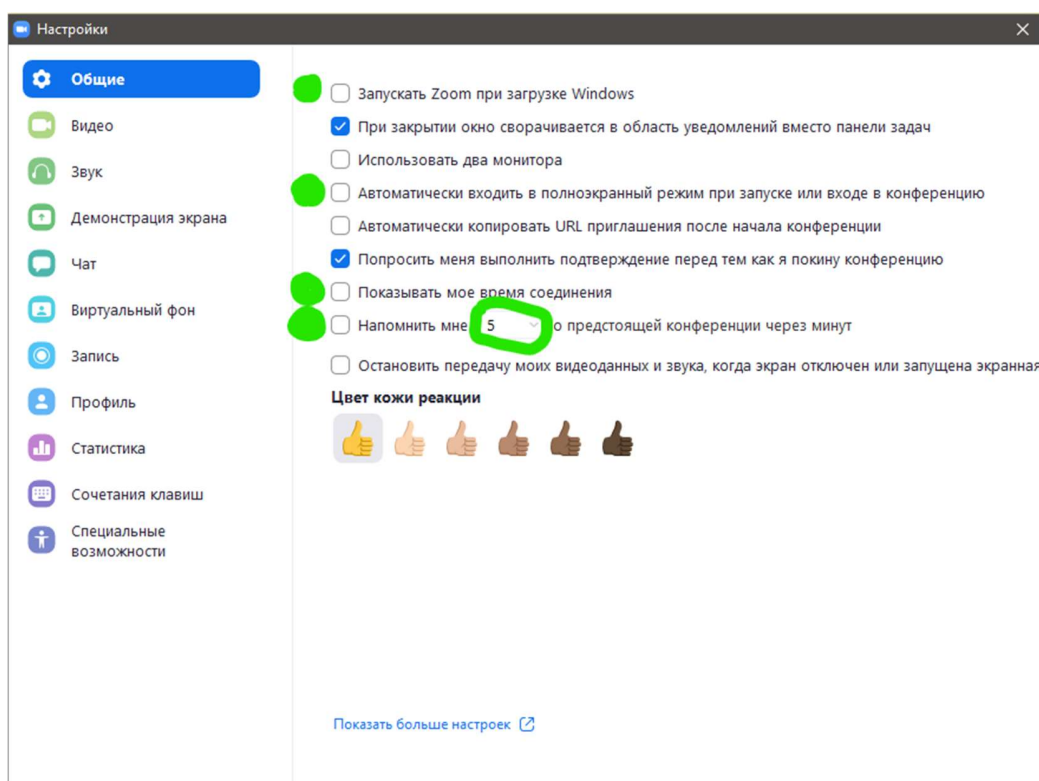 Настройки
Общие
Видео
Звук
Демонстрация экрана
Чат
Виртуальный фон
Запись
Профиль
Статистика
Сочетания клавиш
Специальные
возможности
Запускать Zoom при загрузке Windows
При закрытии окно сворачивается в область уведомлений вместо панели задач
Использовать два монитора
Автоматически входить в полноэкранный режим при запуске или входе в конференцию
Автоматически копировать URL приглашения после начала конференции
Попросить меня выполнить подтверждение перед тем как я покину конференцию
Показывать мое время соединения
Напомнить мне 5 о предстоящей конференции через минут
Остановить передачу моих видеоданных и звука, когда экран отключен или запущена экранная
Цвет кожи реакции
Показать больше настроек